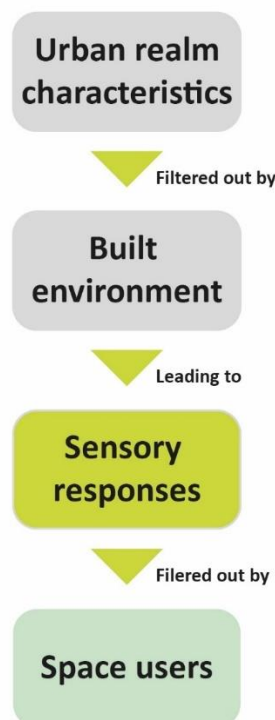 Urban realm
characteristics
Filtered out by
Built
environment
Leading to
Sensory
responses
Filered out by
Space users